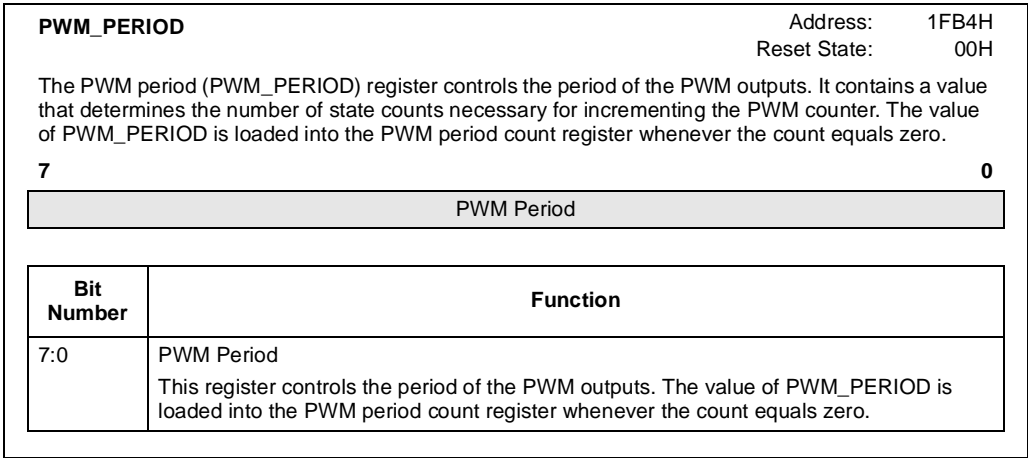 PWM_PERIOD
Address: 1FB4H
Reset State: 00H
The PWM period (PWM_PERIOD) register controls the period of the PWM outputs. It contains a value
that determines the number of state counts necessary for incrementing the PWM counter. The value
of PWM_PERIOD is loaded into the PWM period count register whenever the count equals zero.
7 0
PWM Period
Bit
Number
Function
7:0
PWM Period
This register controls the period of the PWM outputs. The value of PWM_PERIOD is
loaded into the PWM period count register whenever the count equals zero.